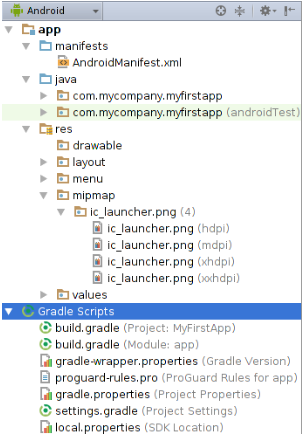 Android
app
manifests
AndroidManifest.xml
java
com.mycompany.myfirstapp
com.mycompany.myfirstapp (androidTest)
res
drawable
layout
menu
mipmap
ic_launcher.png (4)
ic_launcher.png (hdpi)
ic_launcher.png (mdpi)
ic_launcher.png (xhdpi)
ic_launcher.png (xxhdpi)
values
Gradle Scripts
build.gradle (Project: MyFirstApp)
build.gradle (Module: app)
gradle-wrapper.properties (Gradle Version)
proguard-rules.pro (ProGuard Rules for app)
gradle.properties (Project Properties)
settings.gradle (Project Settings)
local.properties (SDK Location)